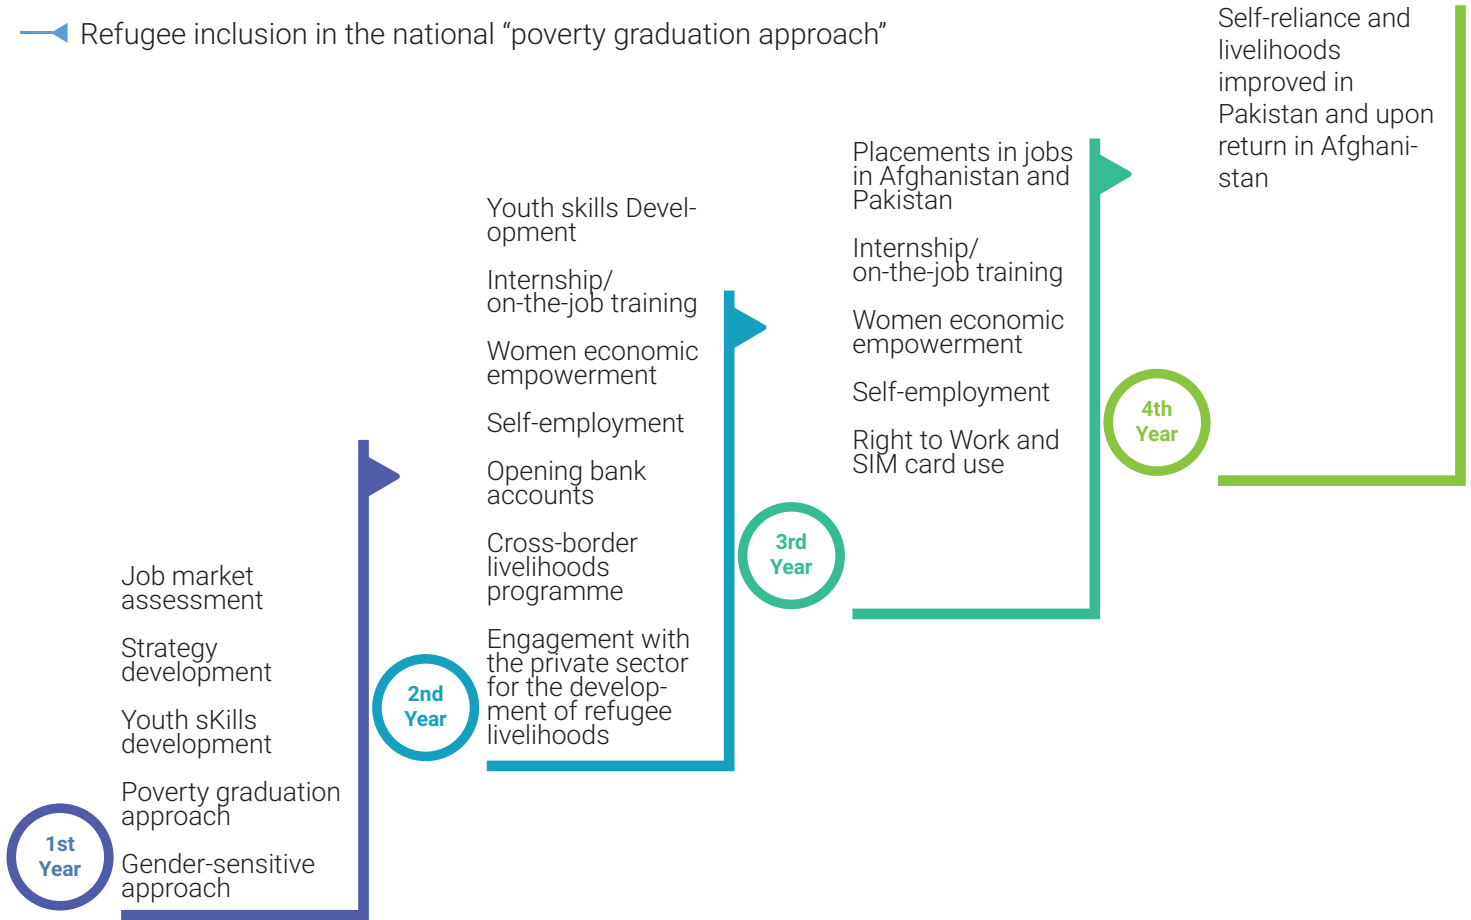 Refugee inclusion in the national “poverty graduation approach”
1st
Year
Job market
assessment
Strategy
development
Youth sKills
development
Poverty graduation
approach
Gender-sensitive
approach
2nd
Year
Youth skills Devel-
opment
Internship/
on-the-job training
Women economic
empowerment
Self-employment
Opening bank
accounts
Cross-border
livelihoods
programme
Engagement with
the private sector
for the develop-
ment of refugee
livelihoods
3rd
Year
Placements in jobs
in Afghanistan and
Pakistan
Internship/
on-the-job training
Women economic
empowerment
Self-employment
Right to Work and
SIM card use
4th
Year
Self-reliance and
livelihoods
improved in
Pakistan and upon
return in Afghani-
stan